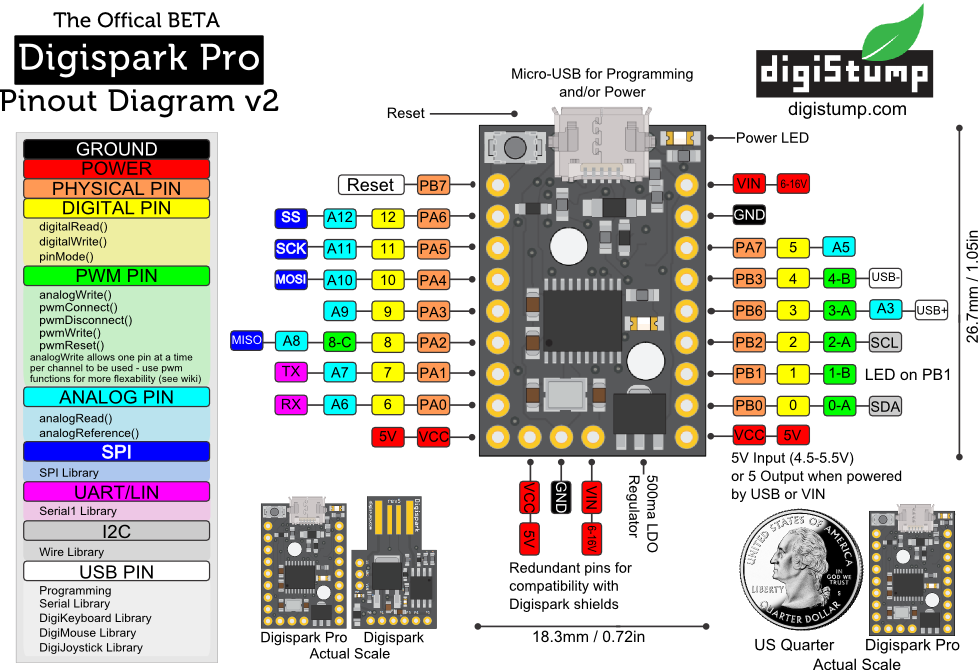 The Offical BETA
Digispark Pro
Pinout Diagram v2
digiStump
digistump.com
Micro-USB for Programming
and/or Power
Reset
Power LED
GROUND
POWER
PHYSICAL PIN
DIGITAL PIN
digitalRead()
digitalWrite()
pinMode()
PWM PIN
analogWrite()
pwmConnect()
pwmDisconnect()
pwmWrite()
pwmReset()
analogWrite allows one pin at a time
per channel to be used - use pwm
functions for more flexability (see wiki)
ANALOG PIN
analogRead()
analogReference()
SPI
SPI Library
UART/LIN
Serial1 Library
I2C
Wire Library
USB PIN
Programming
Serial Library
DigiKeyboard Library
DigiMouse Library
DigiJoystick Library
Reset PB7
SS A12 12 PA6
SCK A11 11 PA5
MOSI A10 10 PA4
A9 9 PA3
MISO A8 8-C 8 PA2
TX A7 7 PA1
RX A6 6 PA0
5V VCC
VIN 6-16V
GND
PA7 5 A5
PB3 4 4-B USB-
PB6 3 3-A A3 USB+
PB2 2 2-A SCL
PB1 1 1-B LED on PB1
PB0 0 0-A SDA
VCC 5V
5V Input (4.5-5.5V)
or 5 Output when powered
by USB or VIN
26.7mm / 1.05in
VCC 5V
GND
VIN 6-16V
500ma LDO
Regulator
Redundant pins for
compatibility with
Digispark shields
18.3mm / 0.72in
rev5
Digispark
Digispark Pro
Digispark
Actual Scale
UNITED STATES OF AMERICA
LIBERTY
IN
GOD WE
TRUST
S
QUARTER DOLLAR
US Quarter
Digispark Pro
Actual Scale